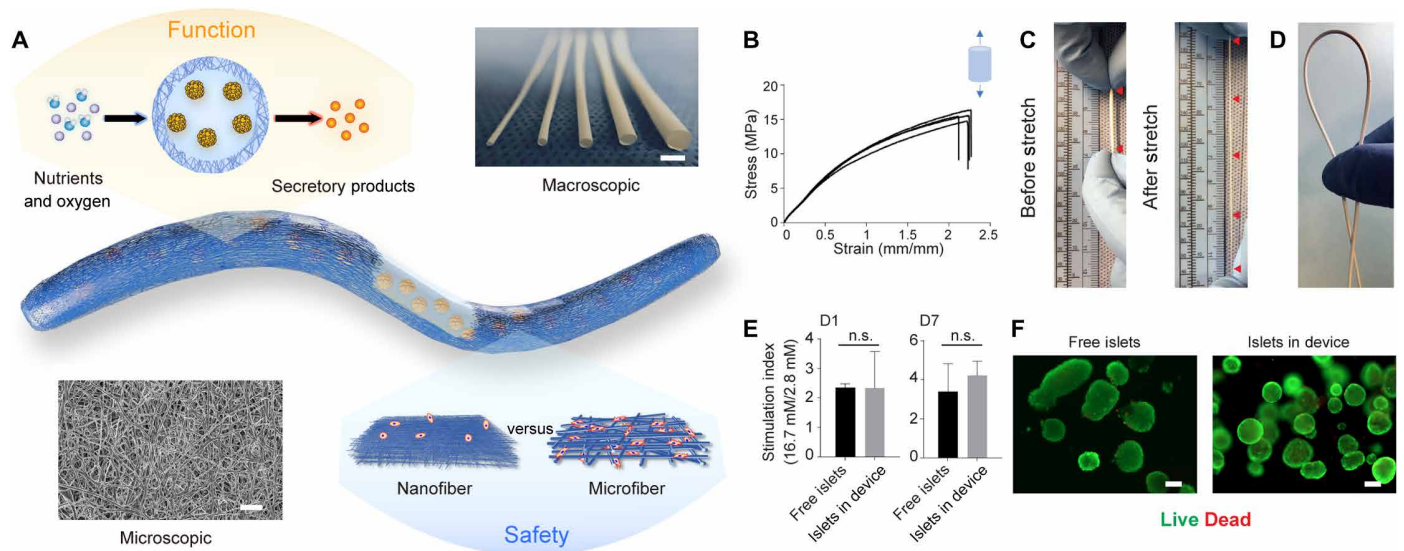 A
Function
Nutrients
and oxygen
Secretory products
Macroscopic
Microscopic
Nanofiber
versus
Microfiber
Safety
B
Stress (MPa)
20
15
10
5
0
0
0.5
1.0
1.5
2.0
2.5
Strain (mm/mm)
C
Before stretch
After stretch
D
E
Stimulation index
(16.7 mM/2.8 mM)
D1
n.s.
4
3
2
1
0
Free islets
Islets in device
D7
n.s.
6
4
2
0
Free islets
Islets in device
F
Free islets
Islets in device
Live Dead